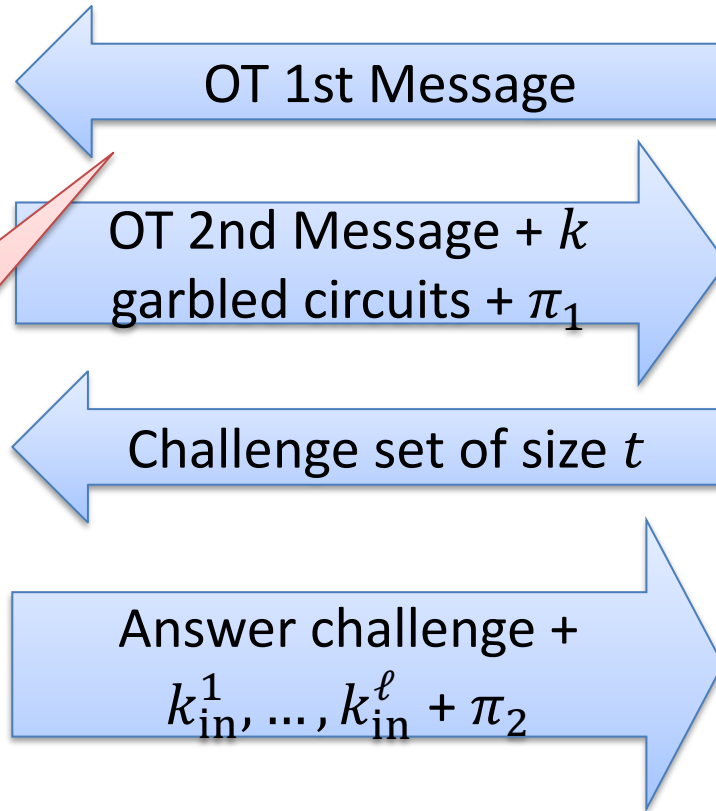 OT 1st Message
OT 2nd Message + k
garbled circuits + π₁
Challenge set of size t
Answer challenge +
k¹ᵢₙ, … , kˡᵢₙ + π₂